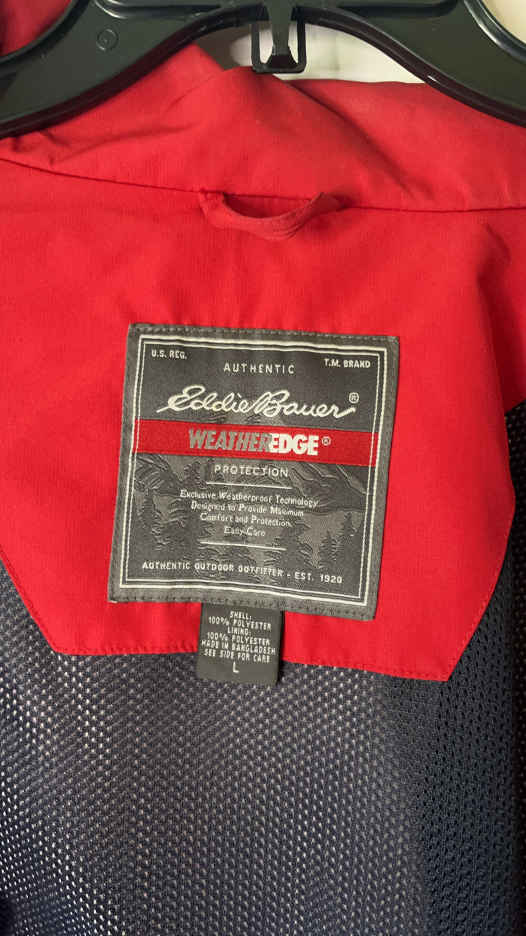 U.S. REG.
T.M. BRAND
AUTHENTIC
Eddie Bauer®
WEATHEREDGE®
PROTECTION
Exclusive Weatherproof Technology
Designed to Provide Maximum
Comfort and Protection.
Easy Care
AUTHENTIC OUTDOOR OUTFITTER - EST. 1920
SHELL:
100% POLYESTER
LINING:
100% POLYESTER
MADE IN BANGLADESH
SEE SIDE FOR CARE
L